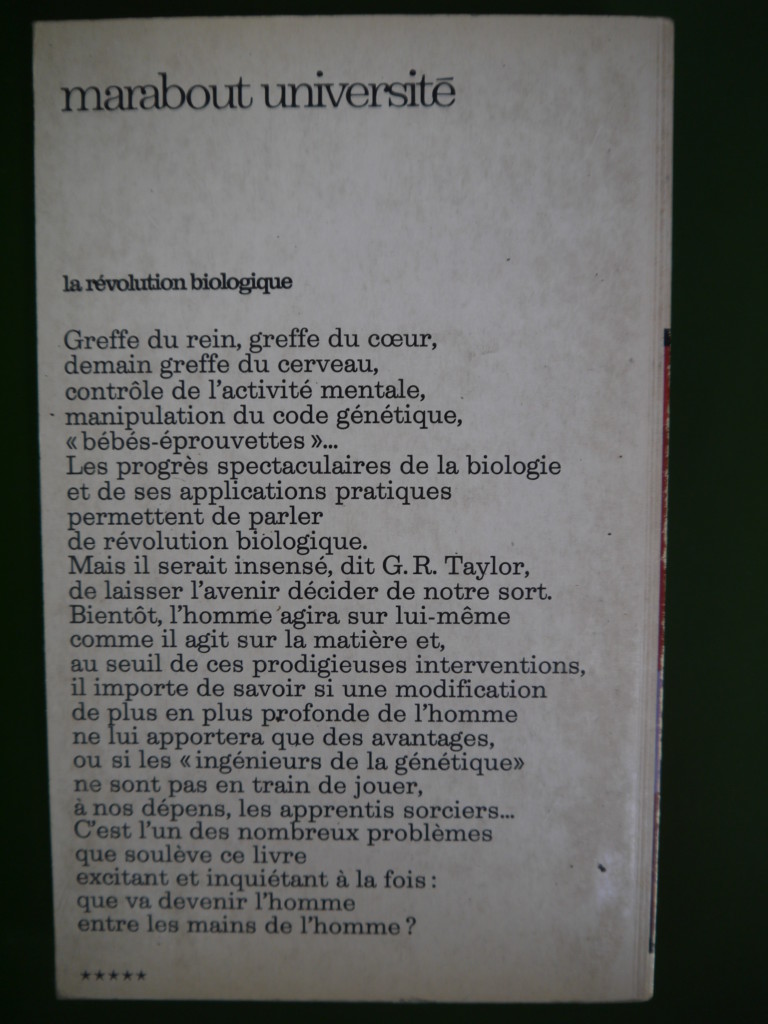 marabout université
la révolution biologique
Greffe du rein, greffe du cœur,
demain greffe du cerveau,
contrôle de l'activité mentale,
manipulation du code génétique,
«bébés-éprouvettes»...
Les progrès spectaculaires de la biologie
et de ses applications pratiques
permettent de parler
de révolution biologique.
Mais il serait insensé, dit G.R. Taylor,
de laisser l'avenir décider de notre sort.
Bientôt, l'homme agira sur lui-même
comme il agit sur la matière et,
au seuil de ces prodigieuses interventions,
il importe de savoir si une modification
de plus en plus profonde de l'homme
ne lui apportera que des avantages,
ou si les «ingénieurs de la génétique»
ne sont pas en train de jouer,
à nos dépens, les apprentis sorciers...
C'est l'un des nombreux problèmes
que soulève ce livre
excitant et inquiétant à la fois :
que va devenir l'homme
entre les mains de l'homme ?
★★★★★